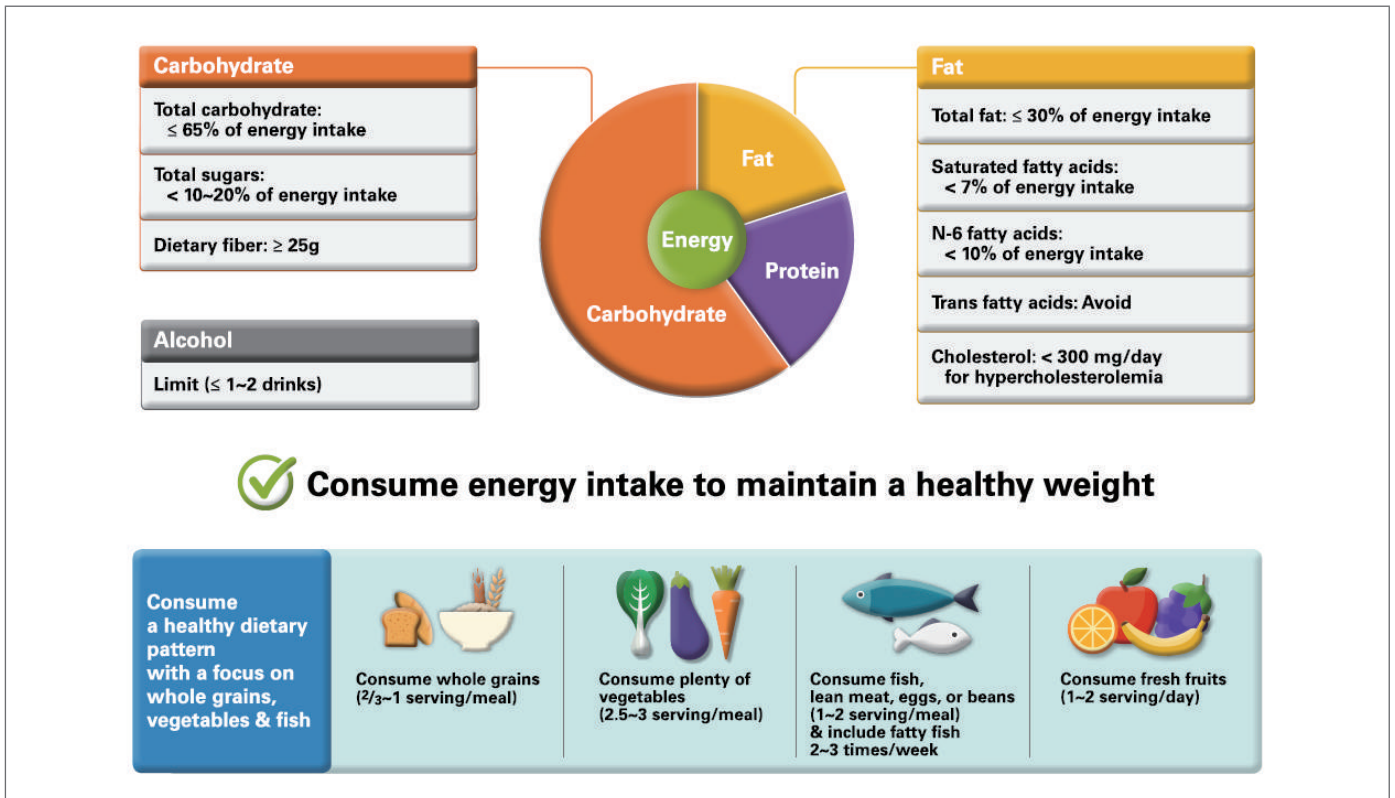 Carbohydrate
Total carbohydrate:
≤ 65% of energy intake
Total sugars:
< 10~20% of energy intake
Dietary fiber: ≥ 25g
Alcohol
Limit (≤ 1~2 drinks)
Fat
Protein
Energy
Carbohydrate
Fat
Total fat: ≤ 30% of energy intake
Saturated fatty acids:
< 7% of energy intake
N-6 fatty acids:
< 10% of energy intake
Trans fatty acids: Avoid
Cholesterol: < 300 mg/day
for hypercholesterolemia
Consume energy intake to maintain a healthy weight
Consume
a healthy dietary
pattern
with a focus on
whole grains,
vegetables & fish
Consume whole grains
(2/3~1 serving/meal)
Consume plenty of
vegetables
(2.5~3 serving/meal)
Consume fish,
lean meat, eggs, or beans
(1~2 serving/meal)
& include fatty fish
2~3 times/week
Consume fresh fruits
(1~2 serving/day)